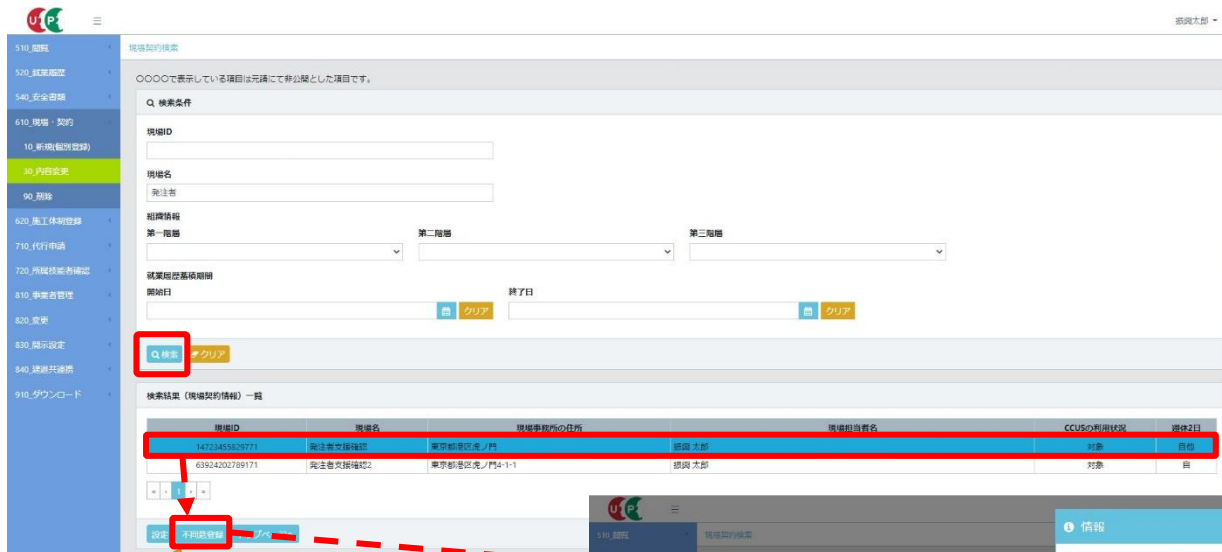 振興太郎
510_閲覧
現場契約検索
520_就業履歴
〇〇〇〇で表示している項目は元請にて非公開とした項目です。
540_安全書類
検索条件
610_現場・契約
現場ID
10_新規(個別登録)
30_内容変更
現場名
90_削除
発注者
620_施工体制登録
組織情報
第一階層 第二階層 第三階層
710_代行申請
720_所属技能者確認
就業履歴蓄積期間
810_事業者管理
開始日 終了日
820_変更
クリア クリア
830_開示設定
検索 クリア
840_建退共連携
910_ダウンロード
検索結果（現場契約情報）一覧
現場ID 現場名 現場事務所の住所 現場担当者名 CCUSの利用状況 週休2日
14723455829771 発注者支援確認 東京都港区虎ノ門 振興 太郎 対象 自他
63924202789171 発注者支援確認2 東京都港区虎ノ門4-1-1 振興 太郎 対象 自
« ‹ 1 › »
設定 不同意登録
510_閲覧 現場契約検索 情報